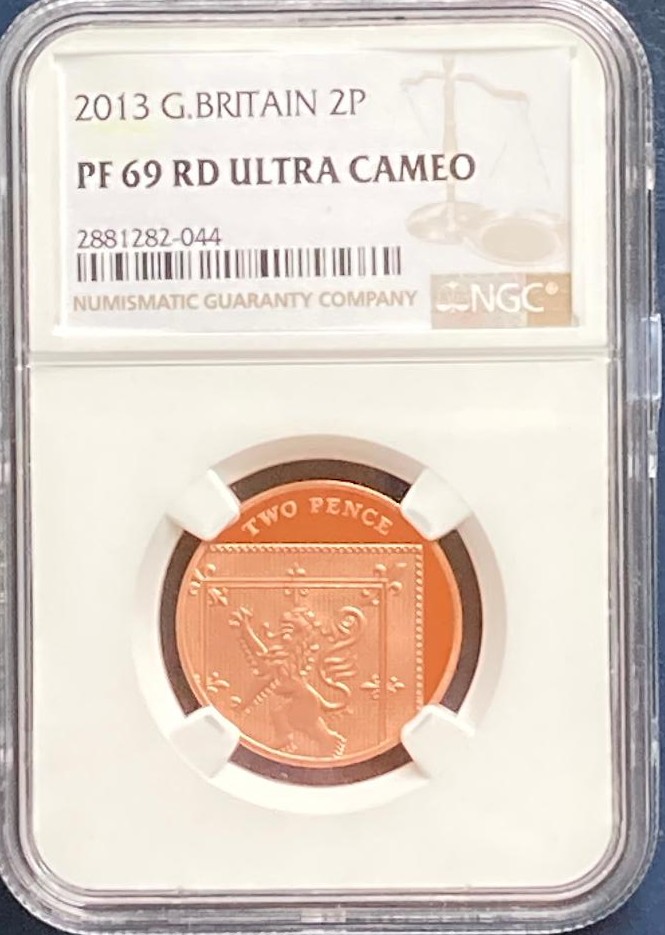 2013 G.BRITAIN 2P
PF 69 RD ULTRA CAMEO
2881282-044
NUMISMATIC GUARANTY COMPANY
NGC®
TWO PENCE